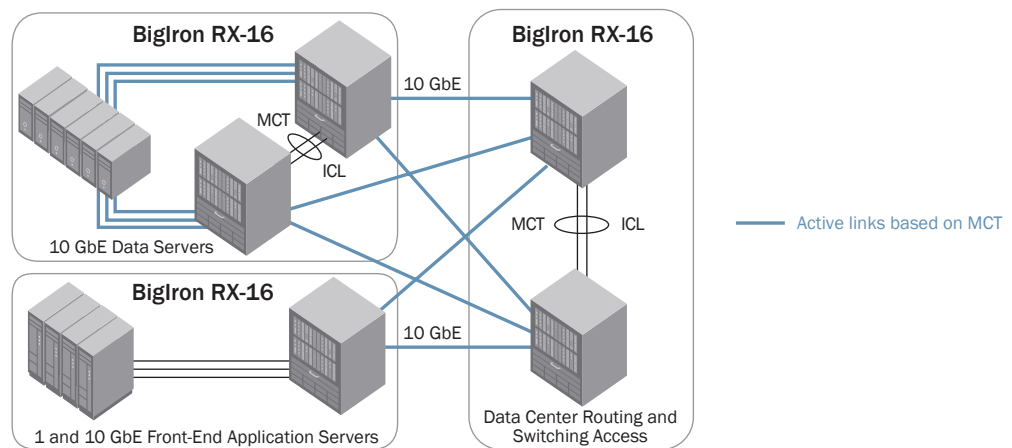 BigIron RX-16
MCT
ICL
10 GbE Data Servers
BigIron RX-16
1 and 10 GbE Front-End Application Servers
10 GbE
10 GbE
BigIron RX-16
MCT
ICL
Data Center Routing and
Switching Access
Active links based on MCT